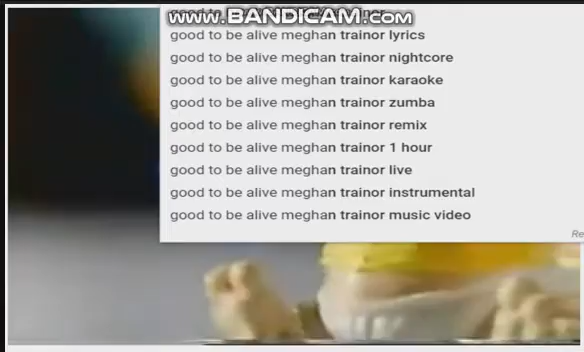 www.BANDICAM.com
good to be alive meghan trainor lyrics
good to be alive meghan trainor nightcore
good to be alive meghan trainor karaoke
good to be alive meghan trainor zumba
good to be alive meghan trainor remix
good to be alive meghan trainor 1 hour
good to be alive meghan trainor live
good to be alive meghan trainor instrumental
good to be alive meghan trainor music video
Re